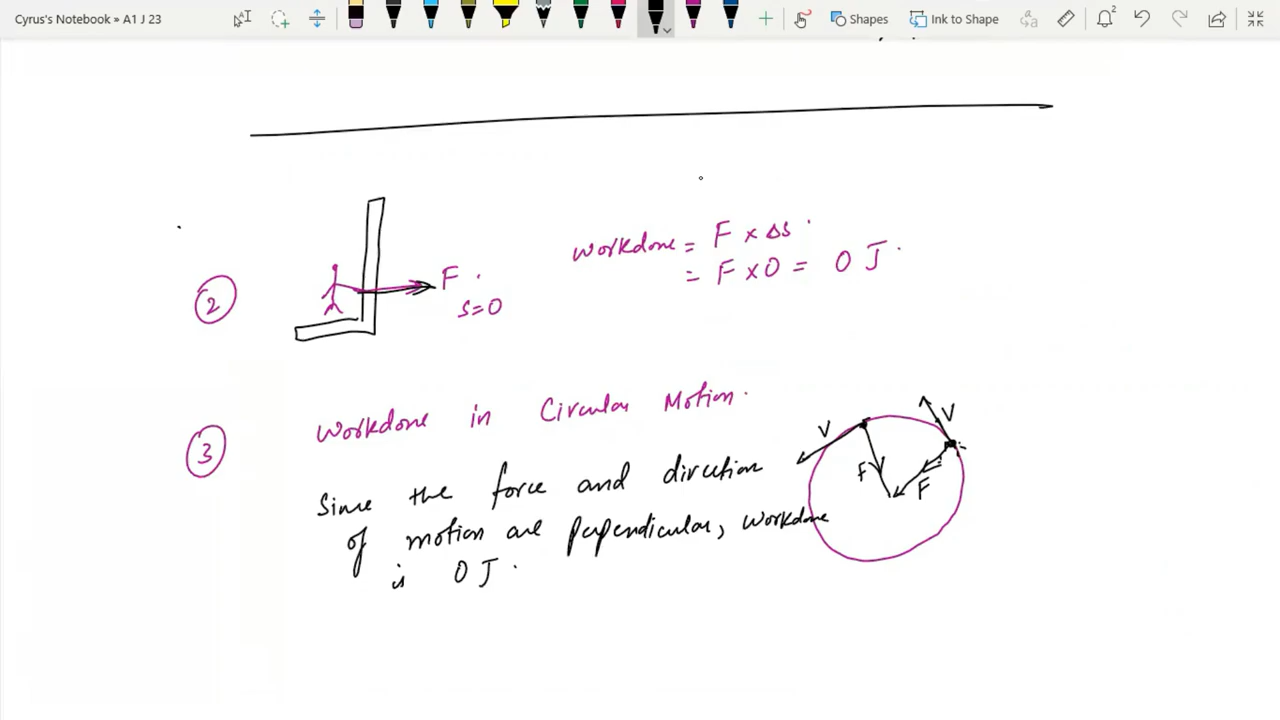 Cyrus's Notebook » A1 J 23
Shapes
Ink to Shape
2
workdone = F × Δs
= F × 0 = 0 J
2
F
s=0
3
Workdone in Circular Motion.
Since the force and direction
of motion are perpendicular, workdone
is 0 J.
V
V
F
F